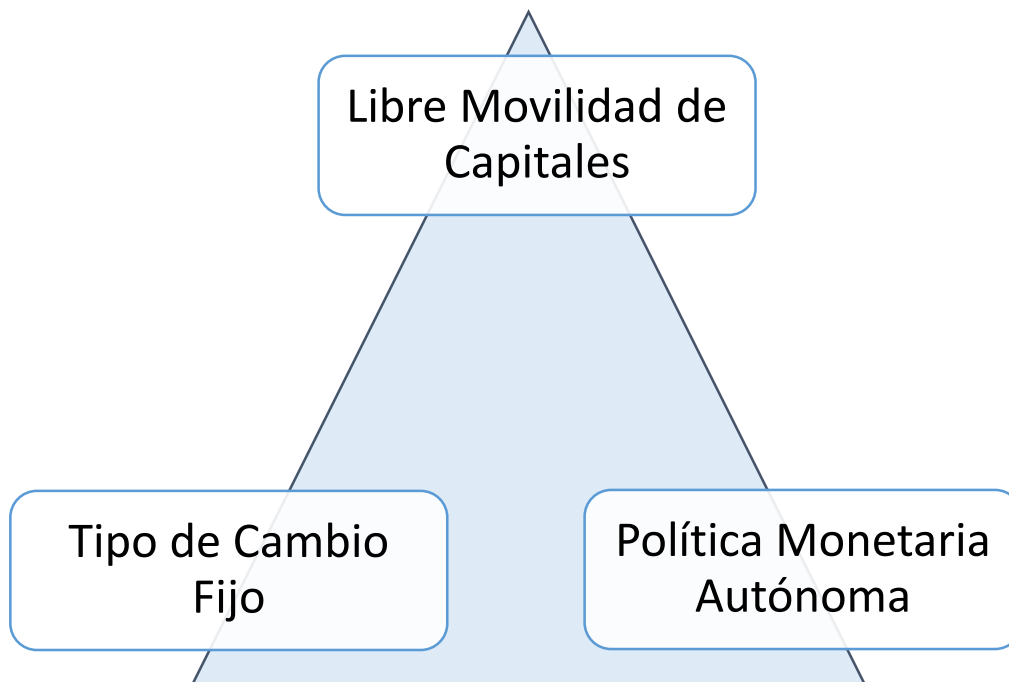 Libre Movilidad de
Capitales
Tipo de Cambio
Fijo
Política Monetaria
Autónoma